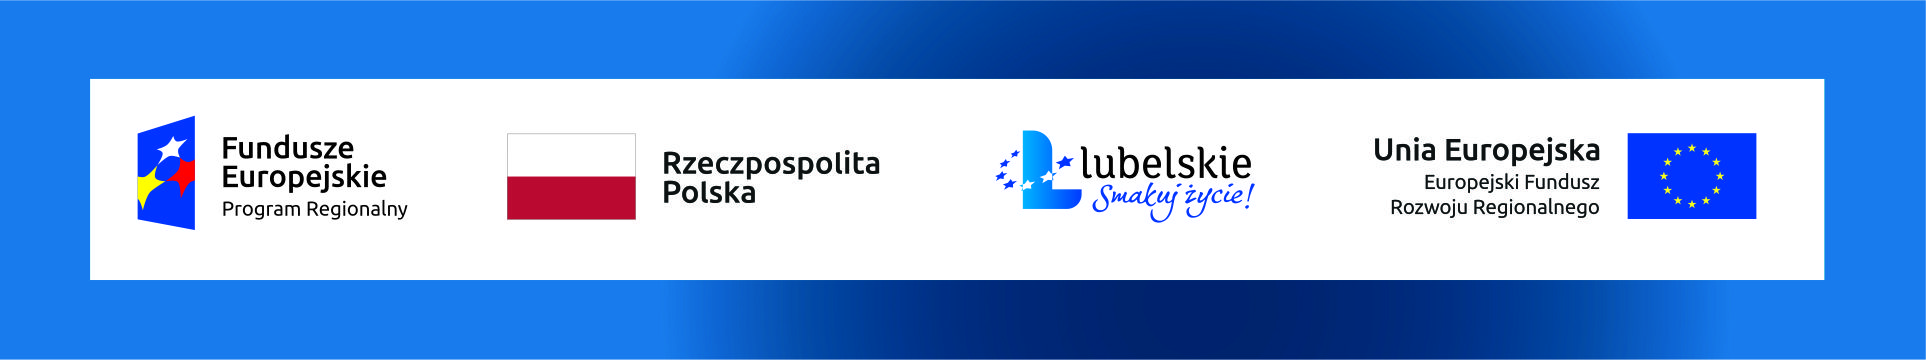 Fundusze
Europejskie
Program Regionalny
Rzeczpospolita
Polska
lubelskie
Smakuj życie!
Unia Europejska
Europejski Fundusz
Rozwoju Regionalnego